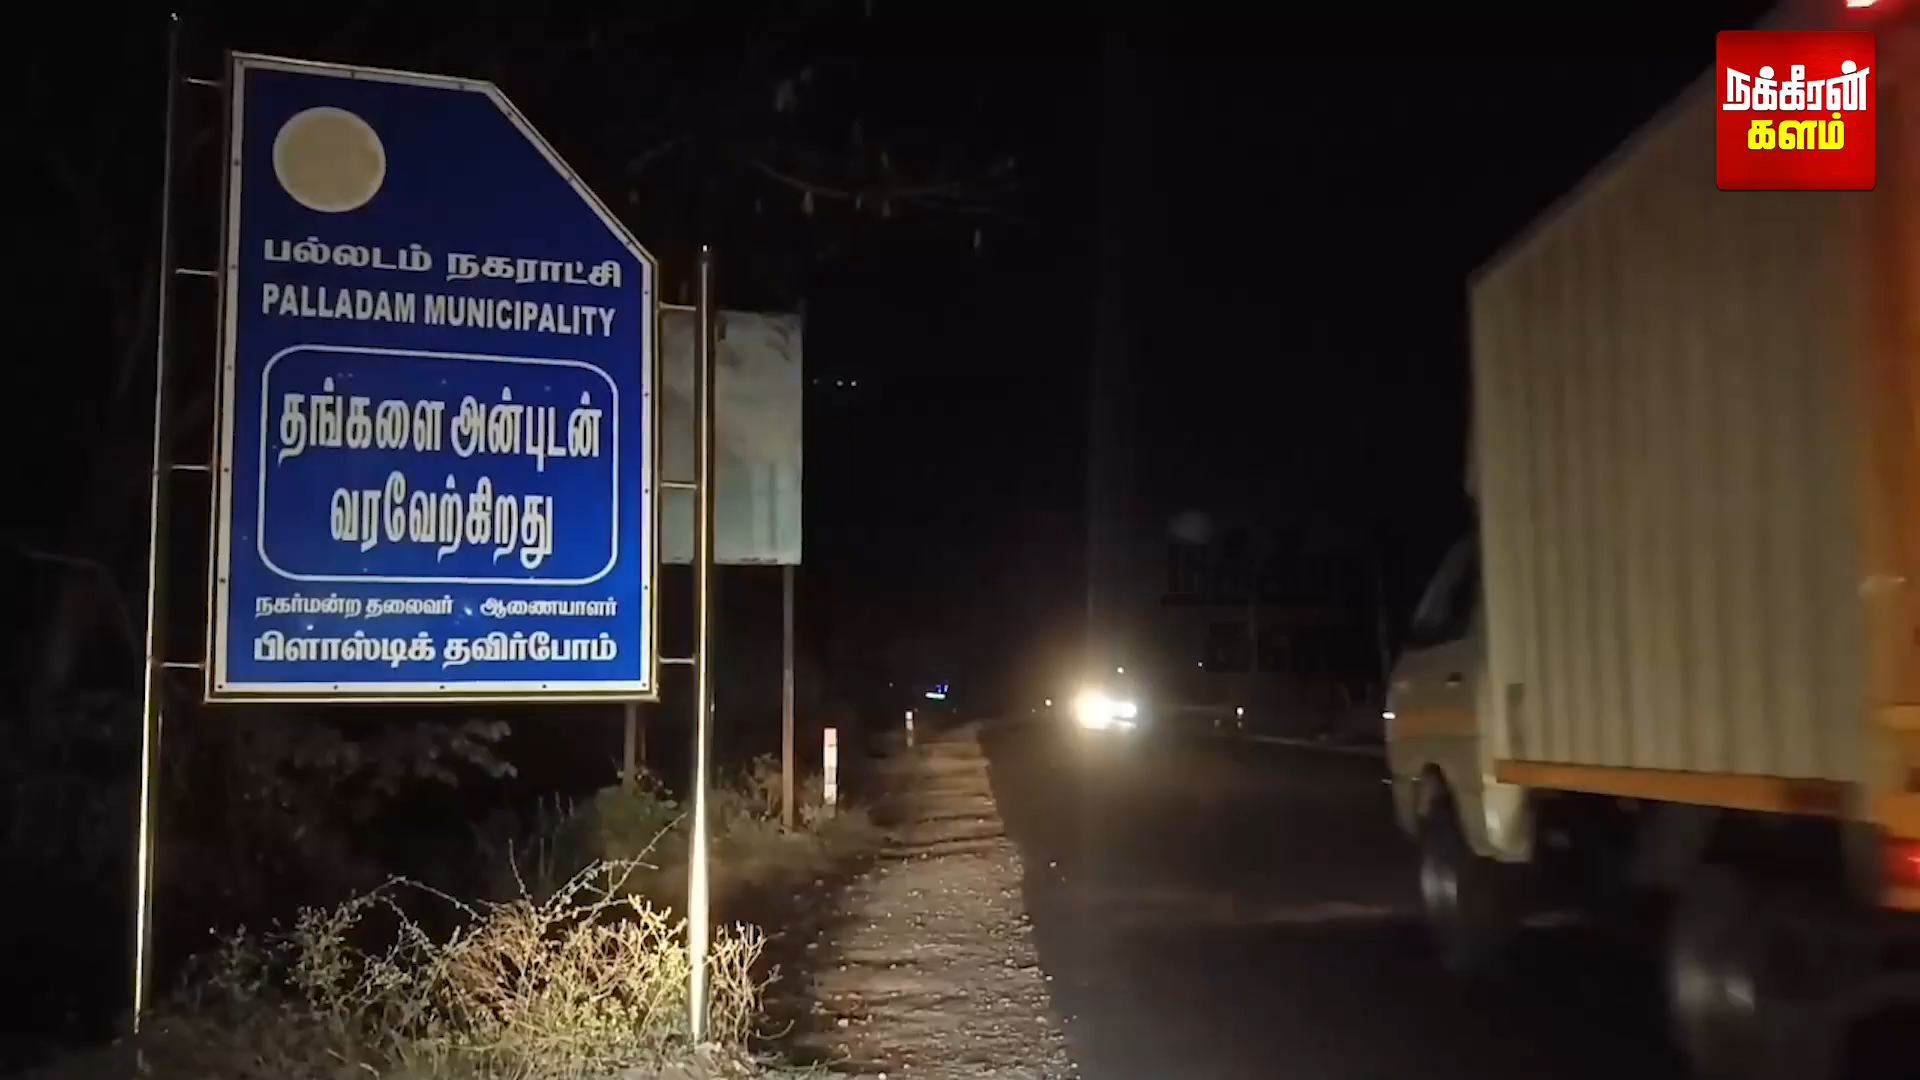 பல்லடம் நகராட்சி
PALLADAM MUNICIPALITY
தங்களை அன்புடன்
வரவேற்கிறது
நகர்மன்ற தலைவர் ஆணையாளர்
பிளாஸ்டிக் தவிர்போம்
நக்கீரன்
களம்